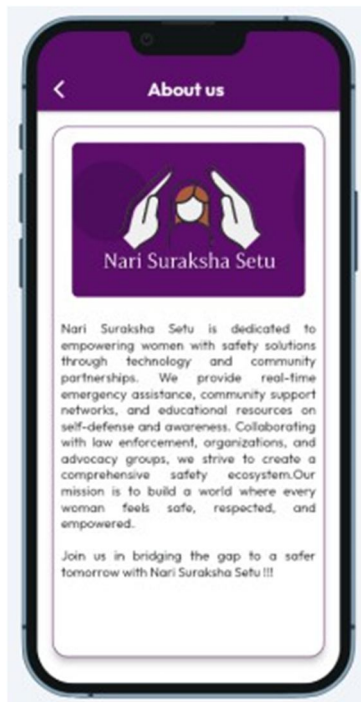 About us
Nari Suraksha Setu
Nari Suraksha Setu is dedicated to
empowering women with safety solutions
through technology and community
partnerships. We provide real-time
emergency assistance, community support
networks, and educational resources on
self-defense and awareness. Collaborating
with law enforcement, organizations, and
advocacy groups, we strive to create a
comprehensive safety ecosystem.Our
mission is to build a world where every
woman feels safe, respected, and
empowered.
Join us in bridging the gap to a safer
tomorrow with Nari Suraksha Setu !!!